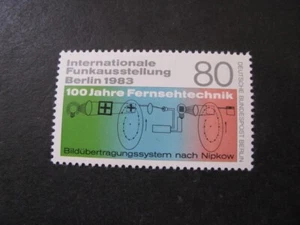 Internationale
Funkausstellung
Berlin 1983
80
100 Jahre Fernsehtechnik
Bildübertragungssystem nach Nipkow
DEUTSCHE BUNDESPOST BERLIN